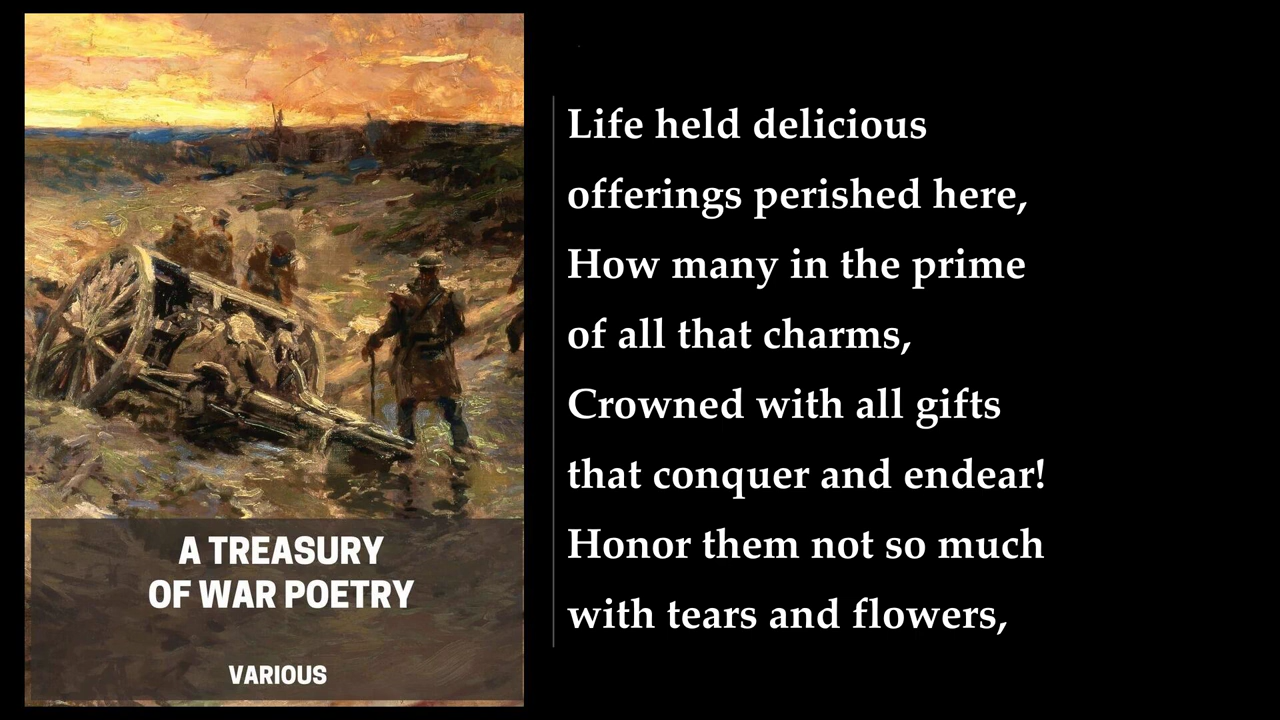 A TREASURY
OF WAR POETRY
VARIOUS
Life held delicious
offerings perished here,
How many in the prime
of all that charms,
Crowned with all gifts
that conquer and endear!
Honor them not so much
with tears and flowers,